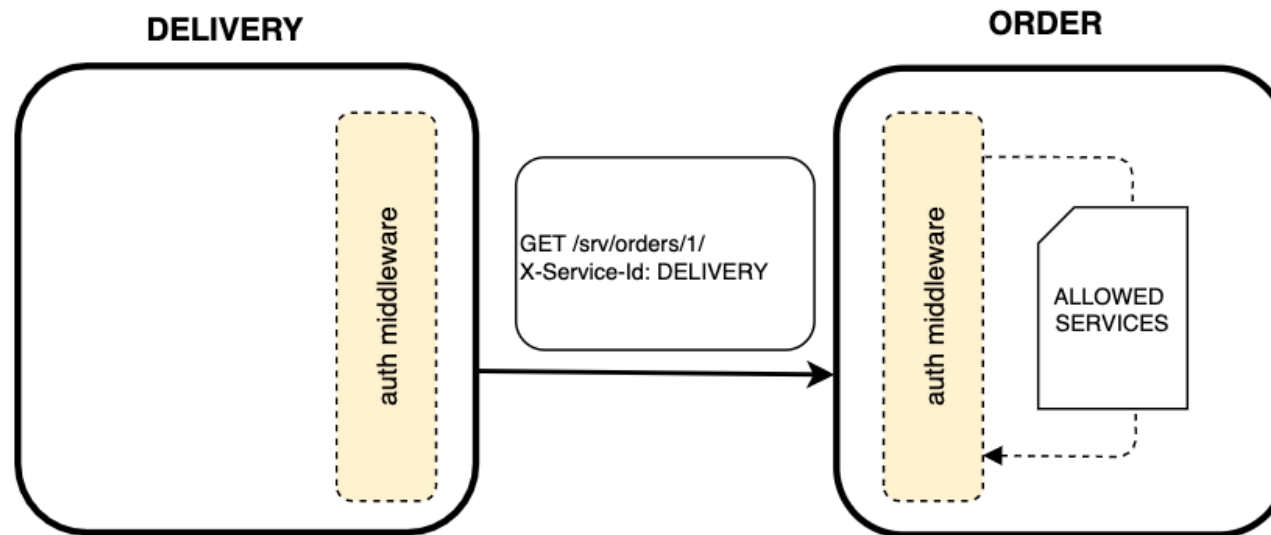 DELIVERY
ORDER
auth middleware
GET /srv/orders/1/
X-Service-Id: DELIVERY
auth middleware
ALLOWED
SERVICES